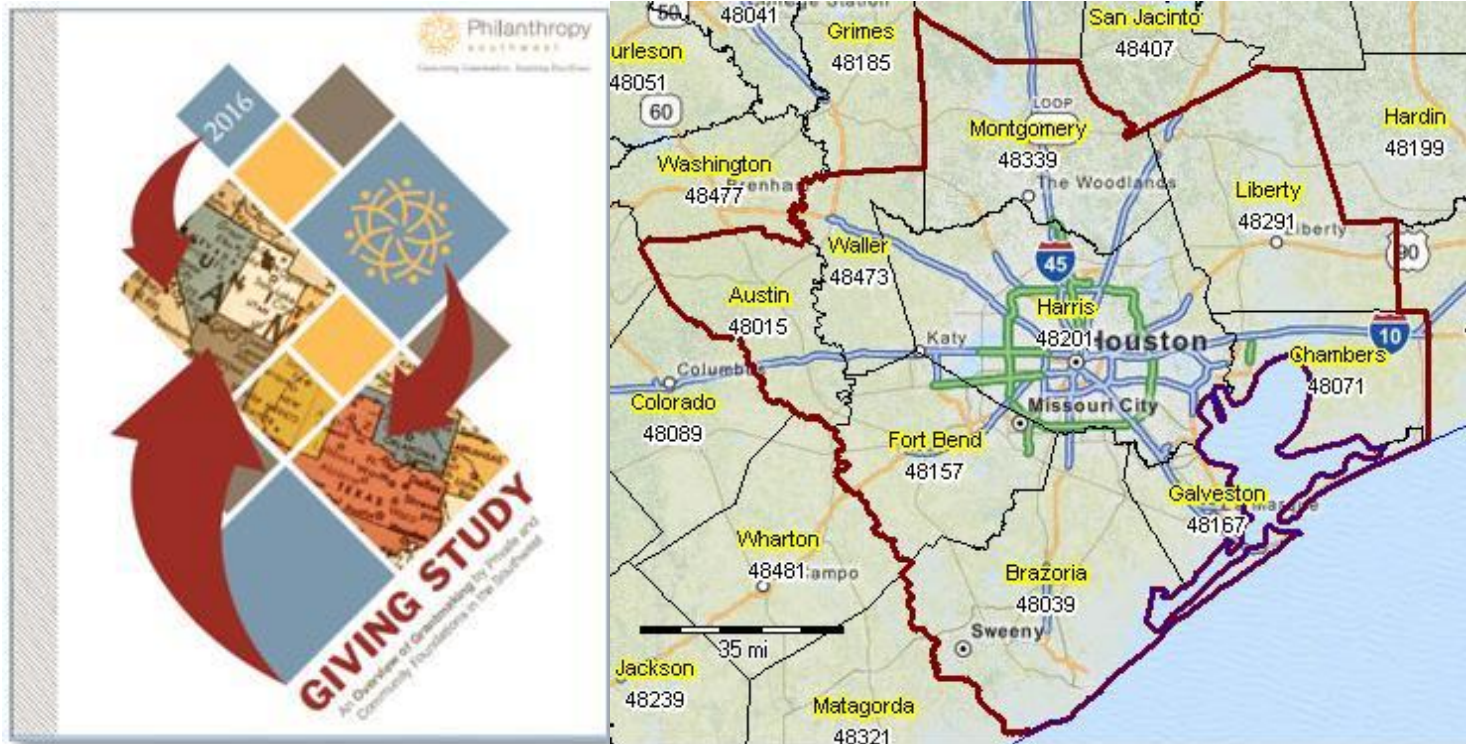 Philanthropy
southwest
2016
TEXAS
GIVING STUDY
An Overview of Grantmaking by Private and
Community Foundations in the Southwest
50
48041
Grimes
48185
San Jacinto
48407
urleson
48051
60
LOOP
Montgomery
48339
Hardin
48199
Washington
48477
The Woodlands
Liberty
48291
Liberty
90
Waller
48473
45
Austin
48015
Harris
48201
Houston
Katy
10
Chambers
48071
Columbus
Colorado
48089
Missouri City
Fort Bend
48157
Galveston
48167
Wharton
48481
ampo
Brazoria
48039
Sweeny
35 mi
Jackson
48239
Matagorda
48321